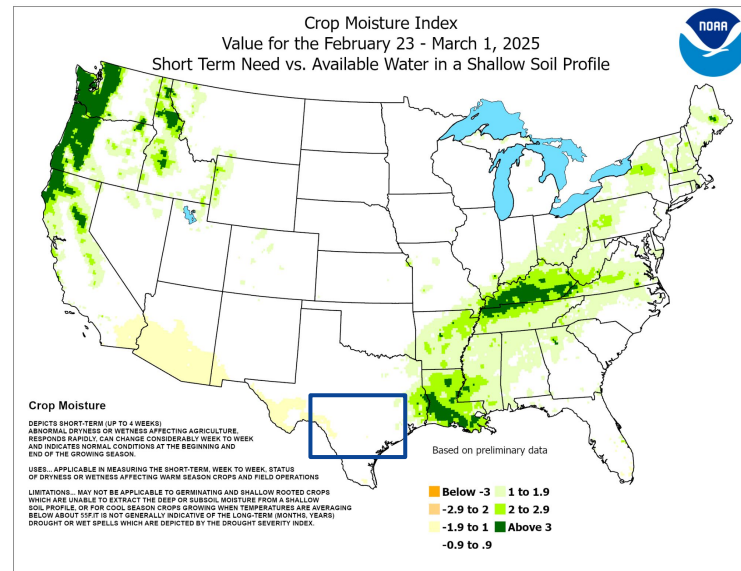 Crop Moisture Index
Value for the February 23 - March 1, 2025
Short Term Need vs. Available Water in a Shallow Soil Profile
NOAA
Crop Moisture
DEPICTS SHORT-TERM (UP TO 4 WEEKS)
ABNORMAL DRYNESS OR WETNESS AFFECTING AGRICULTURE,
RESPONDS RAPIDLY, CAN CHANGE CONSIDERABLY WEEK TO WEEK
AND INDICATES NORMAL CONDITIONS AT THE BEGINNING AND
END OF THE GROWING SEASON.
USES... APPLICABLE IN MEASURING THE SHORT-TERM, WEEK TO WEEK, STATUS
OF DRYNESS OR WETNESS AFFECTING WARM SEASON CROPS AND FIELD OPERATIONS
LIMITATIONS... MAY NOT BE APPLICABLE TO GERMINATING AND SHALLOW ROOTED CROPS
WHICH ARE UNABLE TO EXTRACT THE DEEP OR SUBSOIL MOISTURE FROM A SHALLOW
SOIL PROFILE, OR FOR COOL SEASON CROPS GROWING WHEN TEMPERATURES ARE AVERAGING
BELOW ABOUT 55F.IT IS NOT GENERALLY INDICATIVE OF THE LONG-TERM (MONTHS, YEARS)
DROUGHT OR WET SPELLS WHICH ARE DEPICTED BY THE DROUGHT SEVERITY INDEX.
Based on preliminary data
Below -3
-2.9 to 2
-1.9 to 1
-0.9 to .9
1 to 1.9
2 to 2.9
Above 3